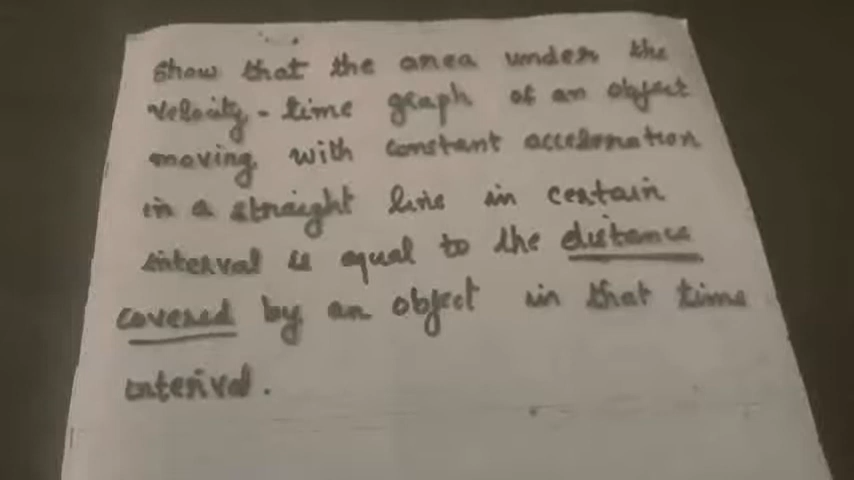 Show that the area under the
velocity - time graph of an object
moving with constant acceleration
in a straight line in certain
interval is equal to the distance
covered by an object in that time
interival.